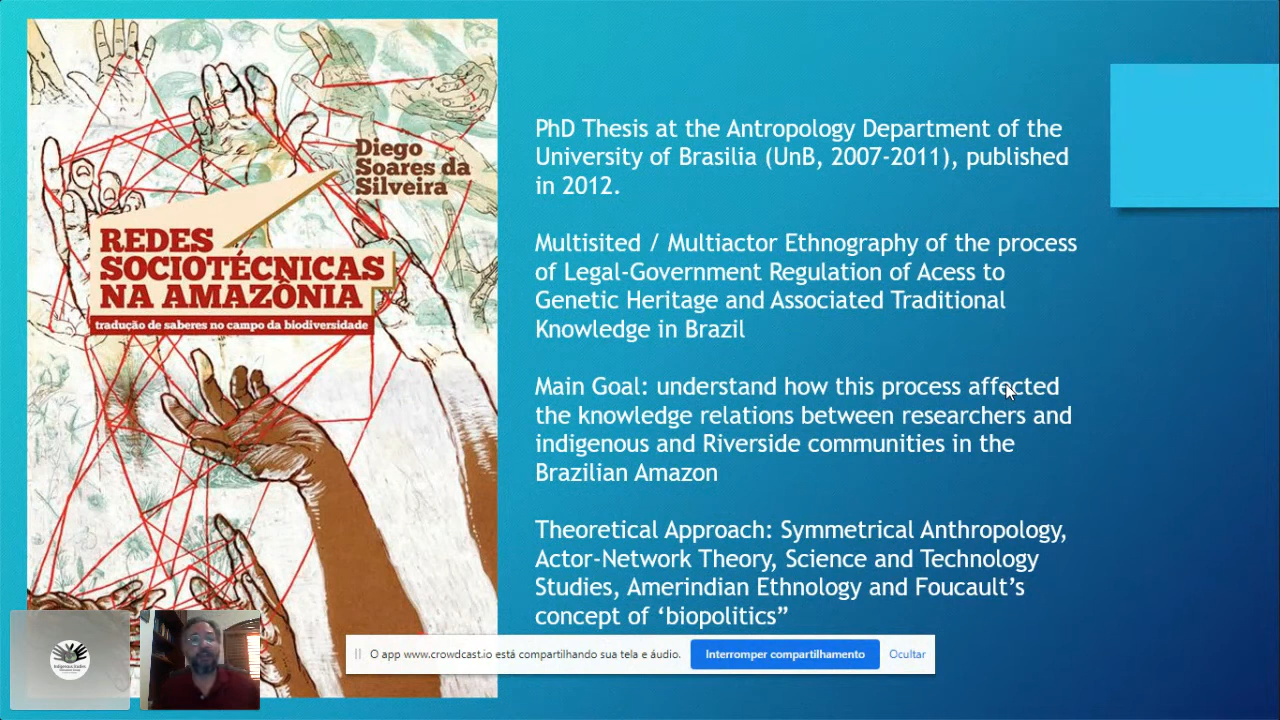 Diego
Soares da
Silveira
REDES
SOCIOTÉCNICAS
NA AMAZÔNIA
tradução de saberes no campo da biodiversidade
PhD Thesis at the Antropology Department of the
University of Brasilia (UnB, 2007-2011), published
in 2012.
Multisited / Multiactor Ethnography of the process
of Legal-Government Regulation of Acess to
Genetic Heritage and Associated Traditional
Knowledge in Brazil
Main Goal: understand how this process affected
the knowledge relations between researchers and
indigenous and Riverside communities in the
Brazilian Amazon
Theoretical Approach: Symmetrical Anthropology,
Actor-Network Theory, Science and Technology
Studies, Amerindian Ethnology and Foucault’s
concept of ‘biopolitics”
O app www.crowdcast.io está compartilhando sua tela e áudio.
Interromper compartilhamento
Ocultar